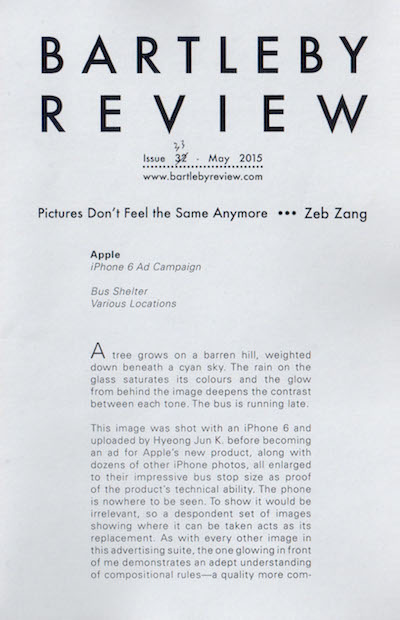 BARTLEBY
REVIEW
33
Issue 32 · May 2015
www.bartlebyreview.com
Pictures Don't Feel the Same Anymore ••• Zeb Zang
Apple
iPhone 6 Ad Campaign
Bus Shelter
Various Locations
A tree grows on a barren hill, weighted
down beneath a cyan sky. The rain on the
glass saturates its colours and the glow
from behind the image deepens the contrast
between each tone. The bus is running late.
This image was shot with an iPhone 6 and
uploaded by Hyeong Jun K. before becoming
an ad for Apple's new product, along with
dozens of other iPhone photos, all enlarged
to their impressive bus stop size as proof
of the product's technical ability. The phone
is nowhere to be seen. To show it would be
irrelevant, so a despondent set of images
showing where it can be taken acts as its
replacement. As with every other image in
this advertising suite, the one glowing in front
of me demonstrates an adept understanding
of compositional rules—a quality more com-